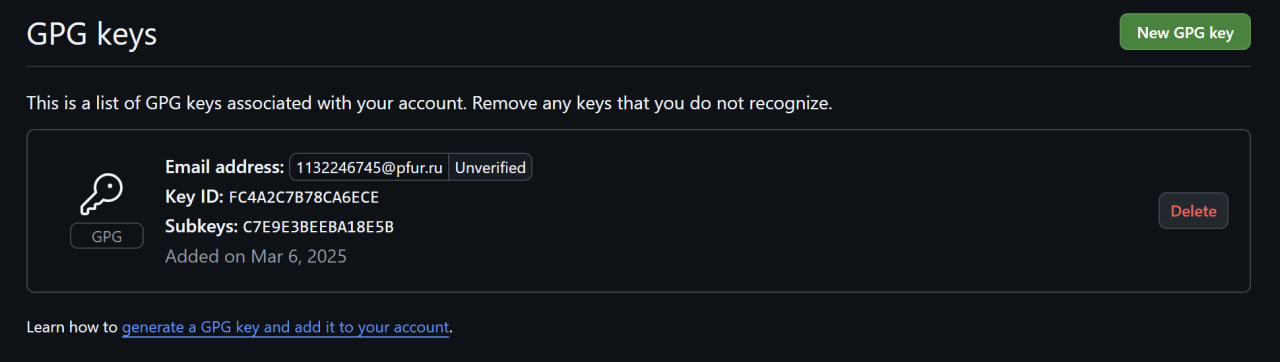 GPG keys
New GPG key
This is a list of GPG keys associated with your account. Remove any keys that you do not recognize.
Email address: 1132246745@pfur.ru Unverified
Key ID: FC4A2C7B78CA6ECE
Subkeys: C7E9E3BEEBA18E5B
Added on Mar 6, 2025
GPG
Delete
Learn how to generate a GPG key and add it to your account.